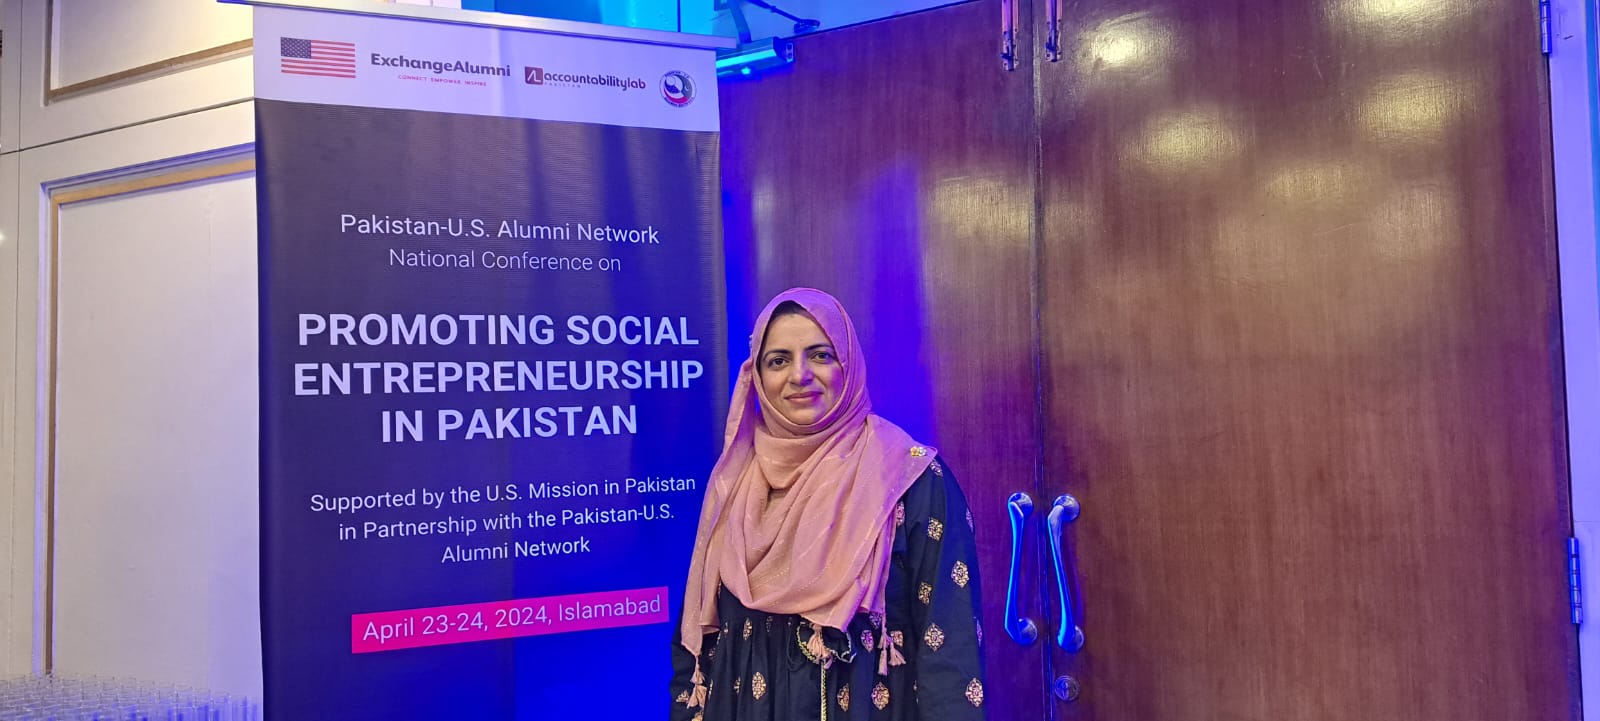 ExchangeAlumni
CONNECT EMPOWER INSPIRE
accountabilitylab
PAKISTAN
Pakistan-U.S. Alumni Network
National Conference on
PROMOTING SOCIAL
ENTREPRENEURSHIP
IN PAKISTAN
Supported by the U.S. Mission in Pakistan
in Partnership with the Pakistan-U.S.
Alumni Network
April 23-24, 2024, Islamabad